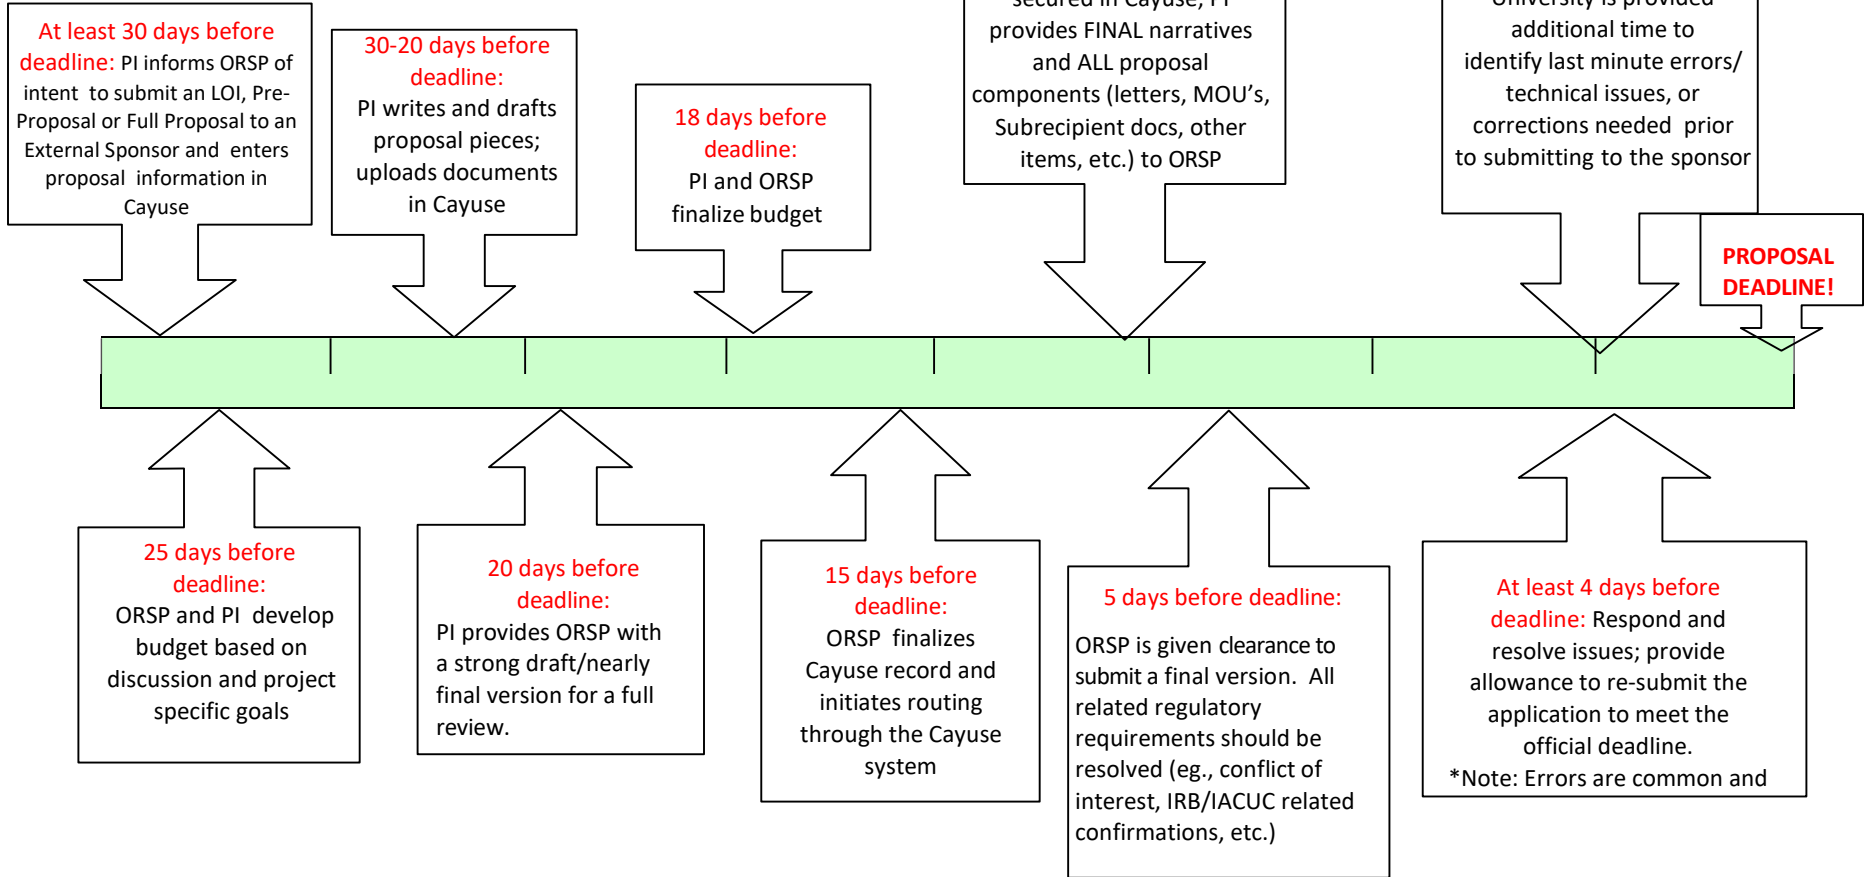 At least 30 days before
deadline: PI informs ORSP of
intent to submit an LOI, Pre-
Proposal or Full Proposal to an
External Sponsor and enters
proposal information in
Cayuse
30-20 days before
deadline:
PI writes and drafts
proposal pieces;
uploads documents
in Cayuse
18 days before
deadline:
PI and ORSP
finalize budget
secured in Cayuse, PI
provides FINAL narratives
and ALL proposal
components (letters, MOU's,
Subrecipient docs, other
items, etc.) to ORSP
University is provided
additional time to
identify last minute errors/
technical issues, or
corrections needed prior
to submitting to the sponsor
PROPOSAL
DEADLINE!
25 days before
deadline:
ORSP and PI develop
budget based on
discussion and project
specific goals
20 days before
deadline:
PI provides ORSP with
a strong draft/nearly
final version for a full
review.
15 days before
deadline:
ORSP finalizes
Cayuse record and
initiates routing
through the Cayuse
system
5 days before deadline:
ORSP is given clearance to
submit a final version. All
related regulatory
requirements should be
resolved (eg., conflict of
interest, IRB/IACUC related
confirmations, etc.)
At least 4 days before
deadline: Respond and
resolve issues; provide
allowance to re-submit the
application to meet the
official deadline.
*Note: Errors are common and